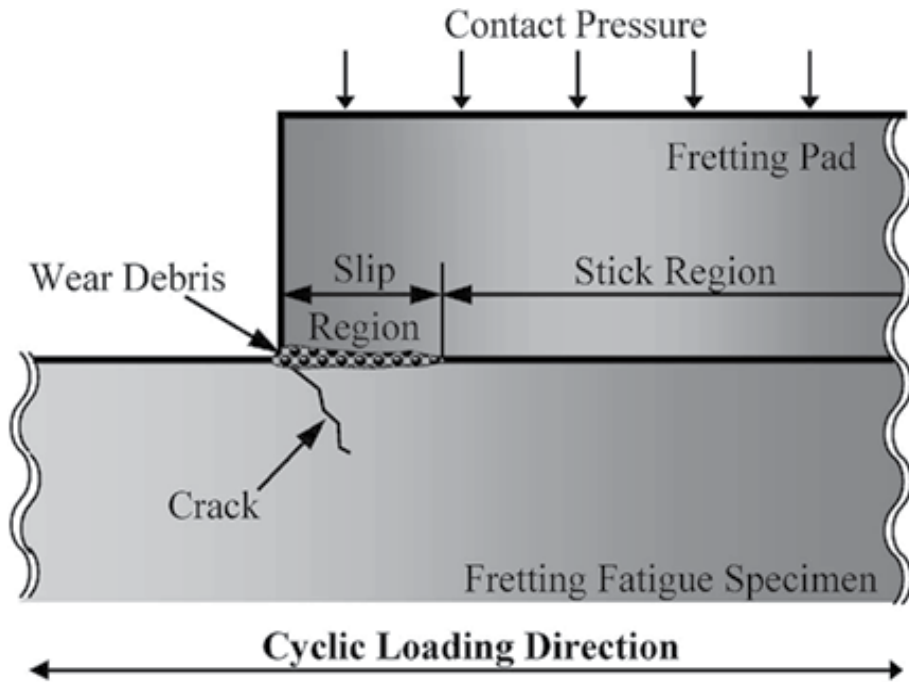 Contact Pressure
Fretting Pad
Wear Debris
Slip
Region
Stick Region
Crack
Fretting Fatigue Specimen
Cyclic Loading Direction